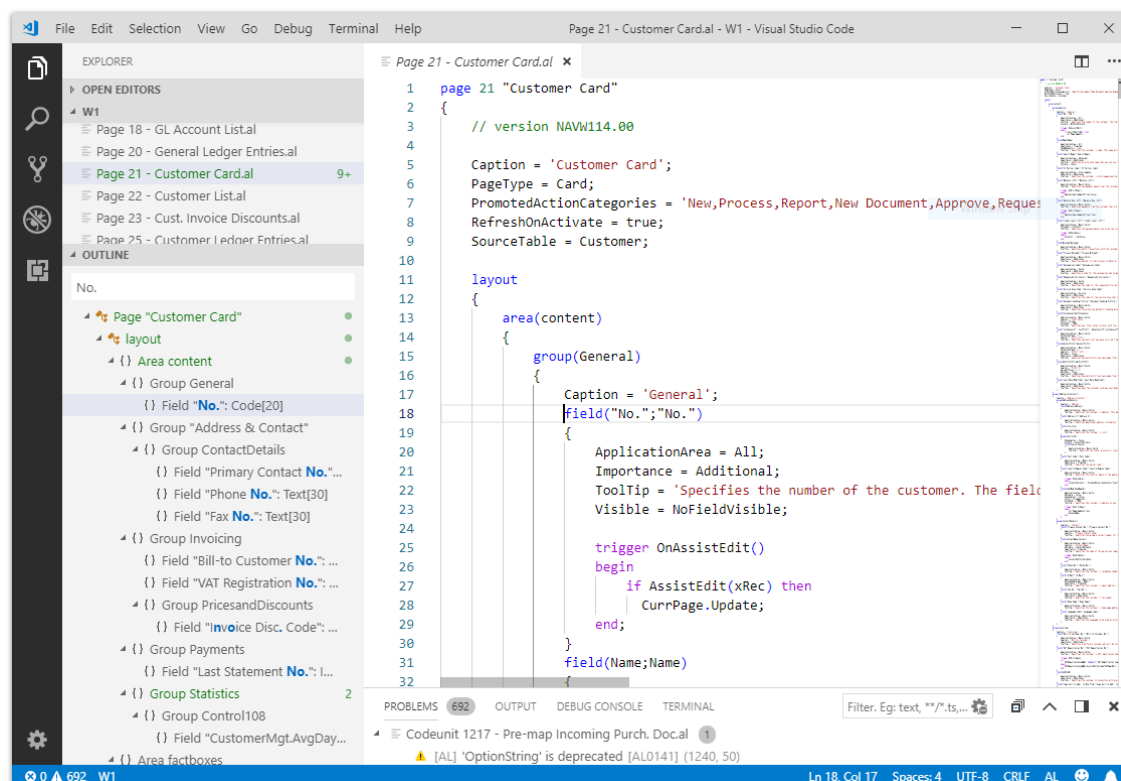 File Edit Selection View Go Debug Terminal Help Page 21 - Customer Card.al - W1 - Visual Studio Code
EXPLORER
OPEN EDITORS
W1
Page 18 - GL Account List.al
Page 20 - General Ledger Entries.al
Page 21 - Customer Card.al 9+
Page 22 - Customer List.al
Page 23 - Cust. Invoice Discounts.al
Page 25 - Customer Ledger Entries.al
OUTLINE
No.
Page "Customer Card"
layout
{} Area content
{} Group General
{} Field "No.": Code[20]
{} Group "Address & Contact"
{} Group ContactDetails
{} Field "Primary Contact No."...
{} Field "Phone No.": Text[30]
{} Field "Fax No.": Text[30]
{} Group Invoicing
{} Field "Bill-to Customer No.": ...
{} Field "VAT Registration No.": ...
{} Group PricesandDiscounts
{} Field "Invoice Disc. Code": ...
{} Group Payments
{} Field "Last Statement No.": I...
{} Group Statistics 2
{} Group Control108
{} Field "CustomerMgt.AvgDay...
{} Area factboxes
Page 21 - Customer Card.al
1 page 21 "Customer Card"
2 {
3 // version NAVW114.00
4
5 Caption = 'Customer Card';
6 PageType = Card;
7 PromotedActionCategories = 'New,Process,Report,New Document,Approve,Reques
8 RefreshOnActivate = true;
9 SourceTable = Customer;
10
11 layout
12 {
13 area(content)
14 {
15 group(General)
16 {
17 Caption = 'General';
18 field("No.";"No.")
19 {
20 ApplicationArea = All;
21 Importance = Additional;
22 ToolTip = 'Specifies the number of the customer. The field
23 Visible = NoFieldVisible;
24
25 trigger OnAssistEdit()
26 begin
27 if AssistEdit(xRec) then
28 CurrPage.Update;
29 end;
30 }
31 field(Name;Name)
32 {
PROBLEMS 692 OUTPUT DEBUG CONSOLE TERMINAL Filter. Eg: text, **/*.ts,...
Codeunit 1217 - Pre-map Incoming Purch. Doc.al 1
[AL] 'OptionString' is deprecated [AL0141] (1240, 50)
0 692 W1 Ln 18, Col 17 Spaces: 4 UTF-8 CRLF AL